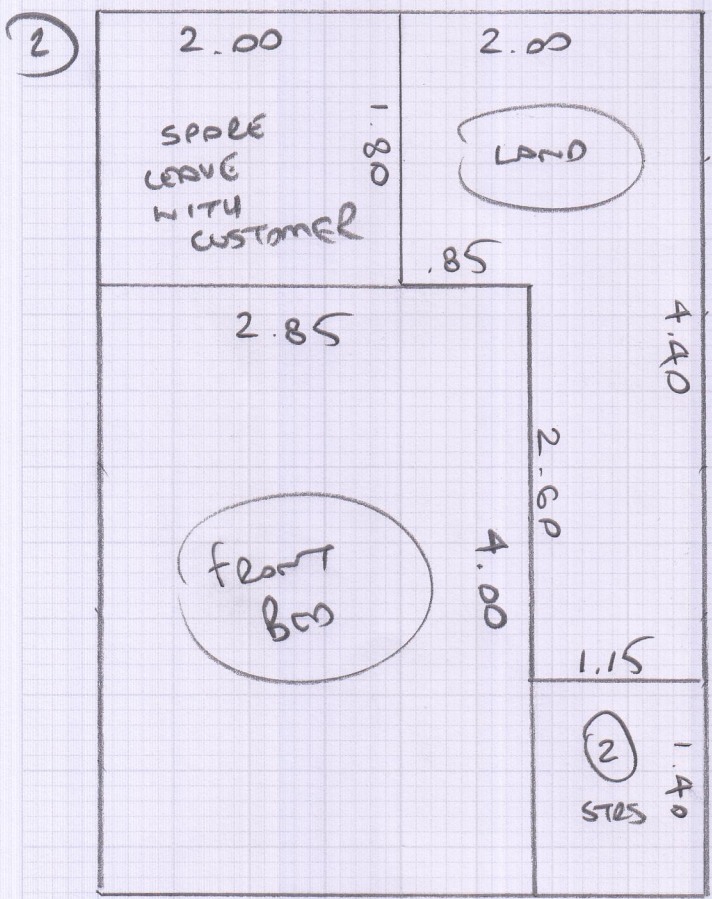 2
2.00
2.00
SPARE
LEAVE
WITH
CUSTOMER
1.80
LAND
.85
2.85
4.40
2.60
FRONT
BED
4.00
1.15
2
STRS
1.40